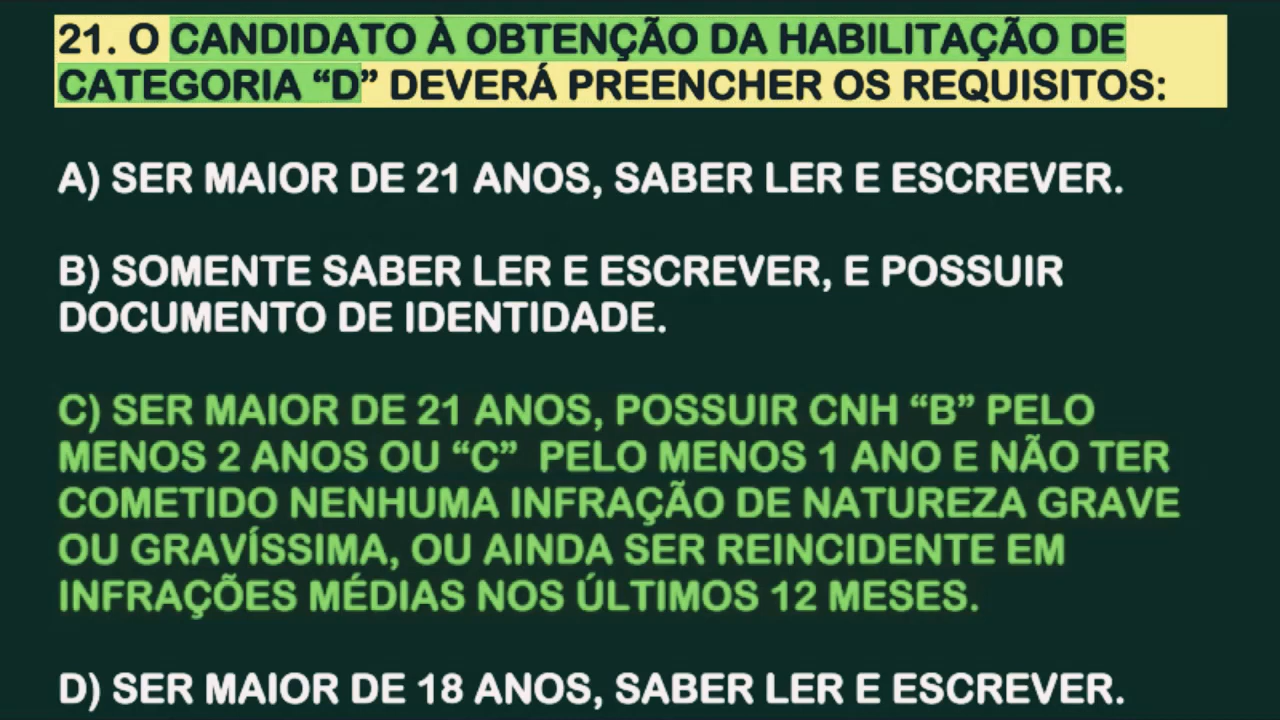 21. O CANDIDATO À OBTENÇÃO DA HABILITAÇÃO DE
CATEGORIA “D” DEVERÁ PREENCHER OS REQUISITOS:
A) SER MAIOR DE 21 ANOS, SABER LER E ESCREVER.
B) SOMENTE SABER LER E ESCREVER, E POSSUIR
DOCUMENTO DE IDENTIDADE.
C) SER MAIOR DE 21 ANOS, POSSUIR CNH “B” PELO
MENOS 2 ANOS OU “C” PELO MENOS 1 ANO E NÃO TER
COMETIDO NENHUMA INFRAÇÃO DE NATUREZA GRAVE
OU GRAVÍSSIMA, OU AINDA SER REINCIDENTE EM
INFRAÇÕES MÉDIAS NOS ÚLTIMOS 12 MESES.
D) SER MAIOR DE 18 ANOS, SABER LER E ESCREVER.